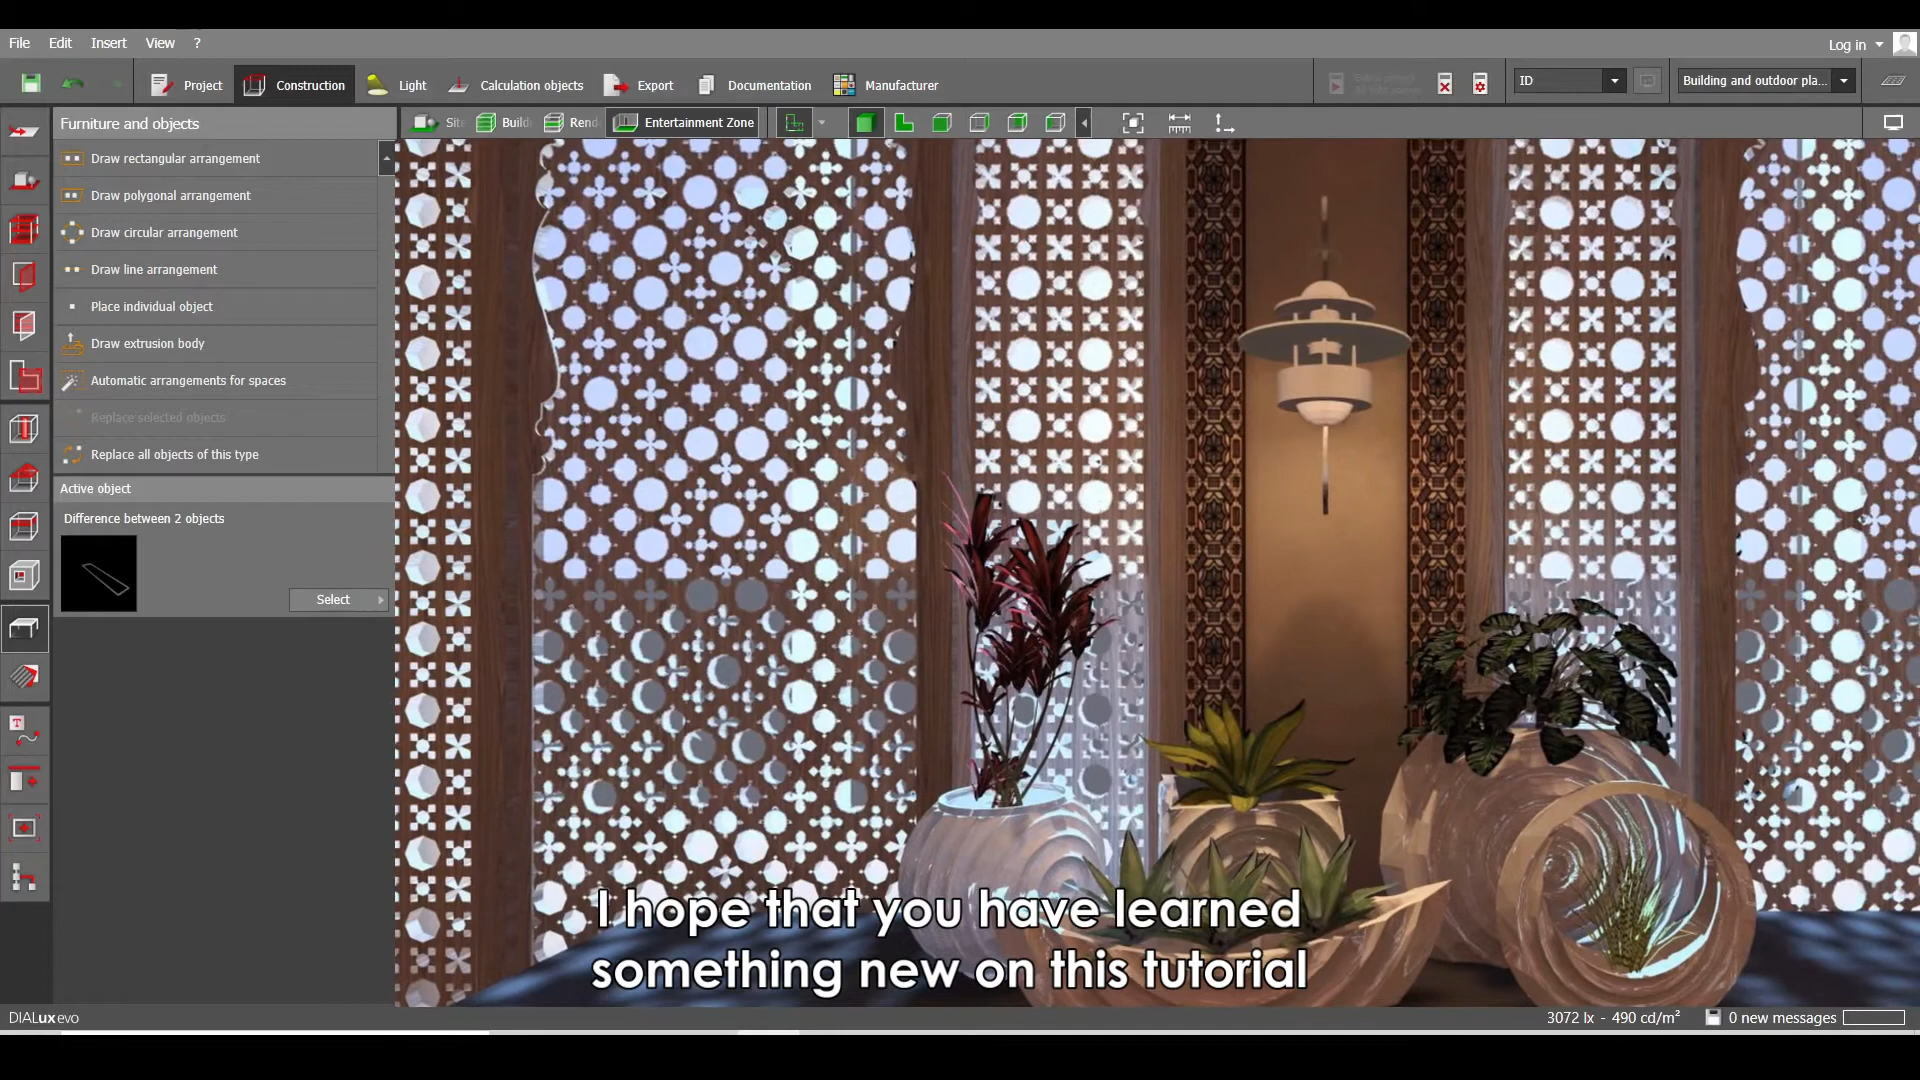 File Edit Insert View ?
Log in
Project Construction Light Calculation objects Export Documentation Manufacturer
ID
Building and outdoor pla...
Furniture and objects
Sit Build Rend Entertainment Zone
Draw rectangular arrangement
Draw polygonal arrangement
Draw circular arrangement
Draw line arrangement
Place individual object
Draw extrusion body
Automatic arrangements for spaces
Replace selected objects
Replace all objects of this type
Active object
Difference between 2 objects
Select
I hope that you have learned
something new on this tutorial
DIALux evo
3072 lx - 490 cd/m²
0 new messages